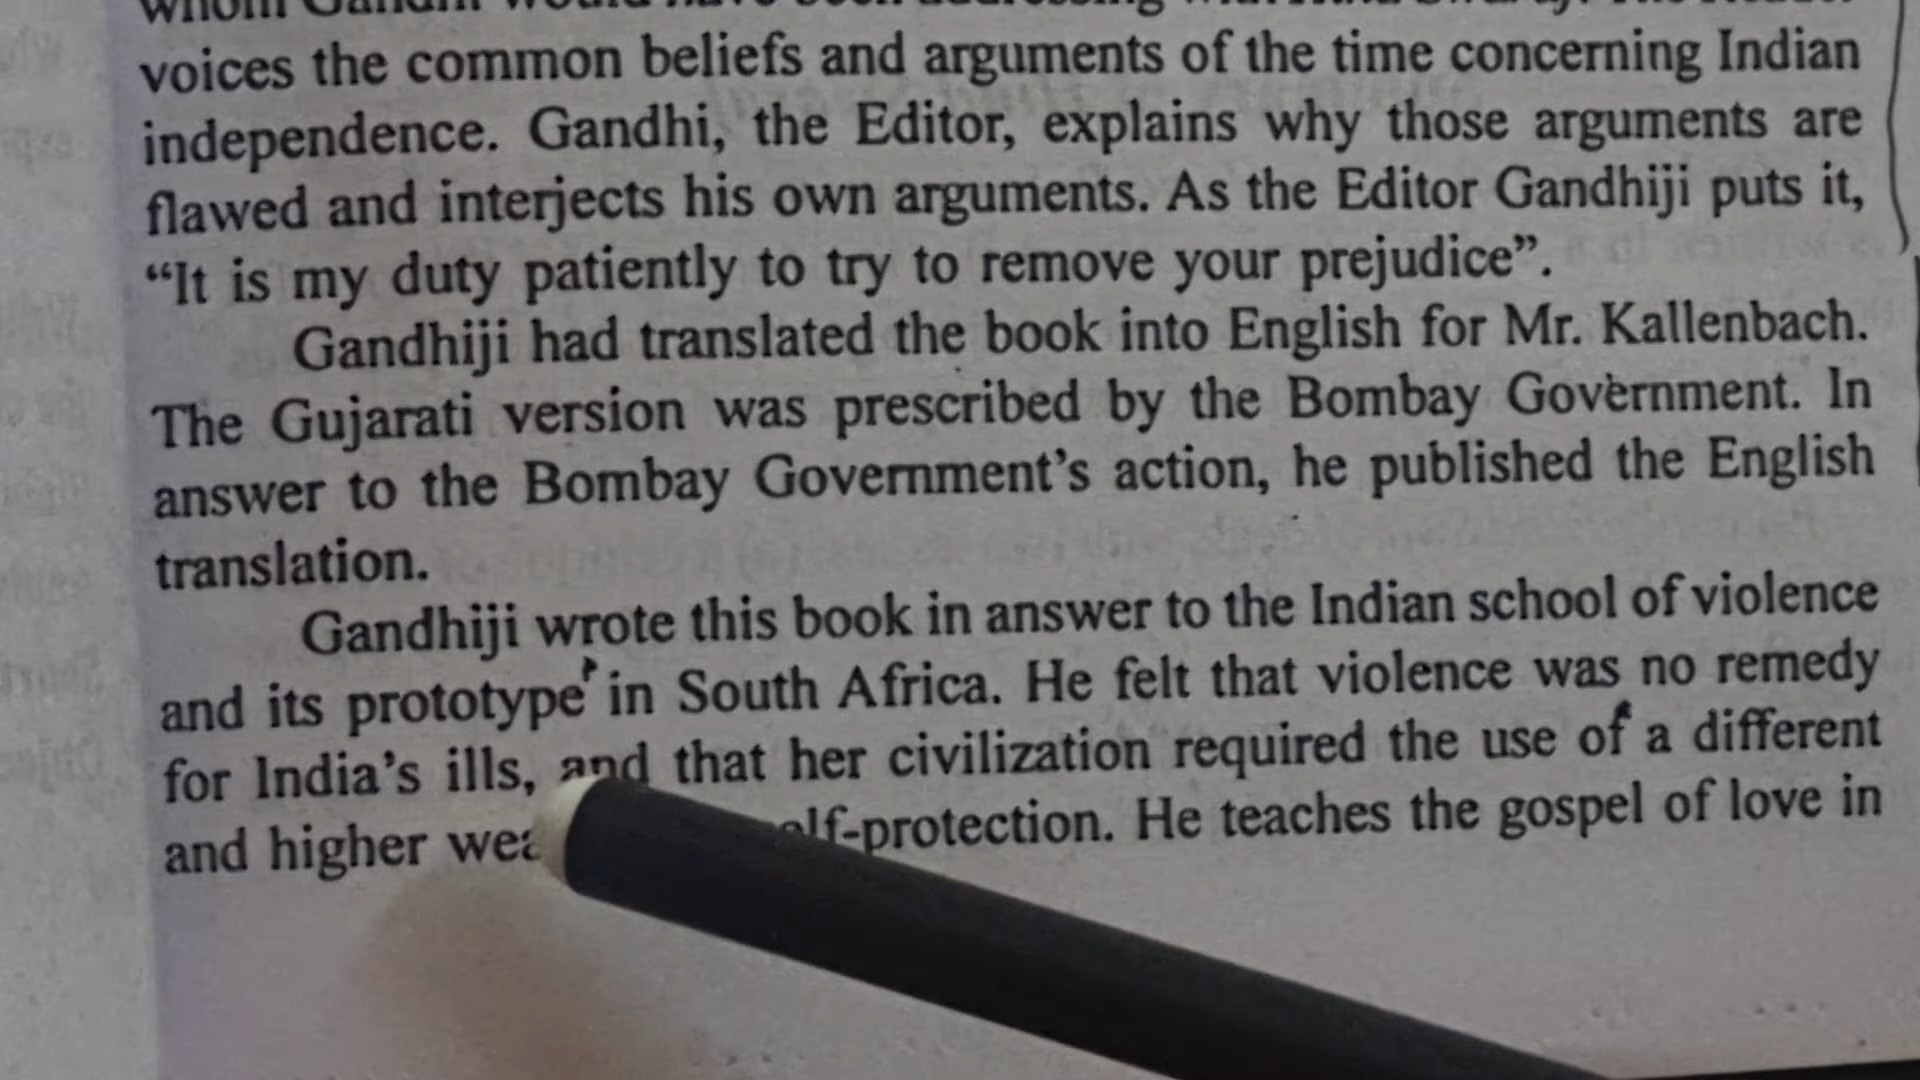 voices the common beliefs and arguments of the time concerning Indian
independence. Gandhi, the Editor, explains why those arguments are
flawed and interjects his own arguments. As the Editor Gandhiji puts it,
“It is my duty patiently to try to remove your prejudice”.
Gandhiji had translated the book into English for Mr. Kallenbach.
The Gujarati version was prescribed by the Bombay Government. In
answer to the Bombay Government’s action, he published the English
translation.
Gandhiji wrote this book in answer to the Indian school of violence
and its prototype in South Africa. He felt that violence was no remedy
for India’s ills, and that her civilization required the use of a different
and higher protection. He teaches the gospel of love in